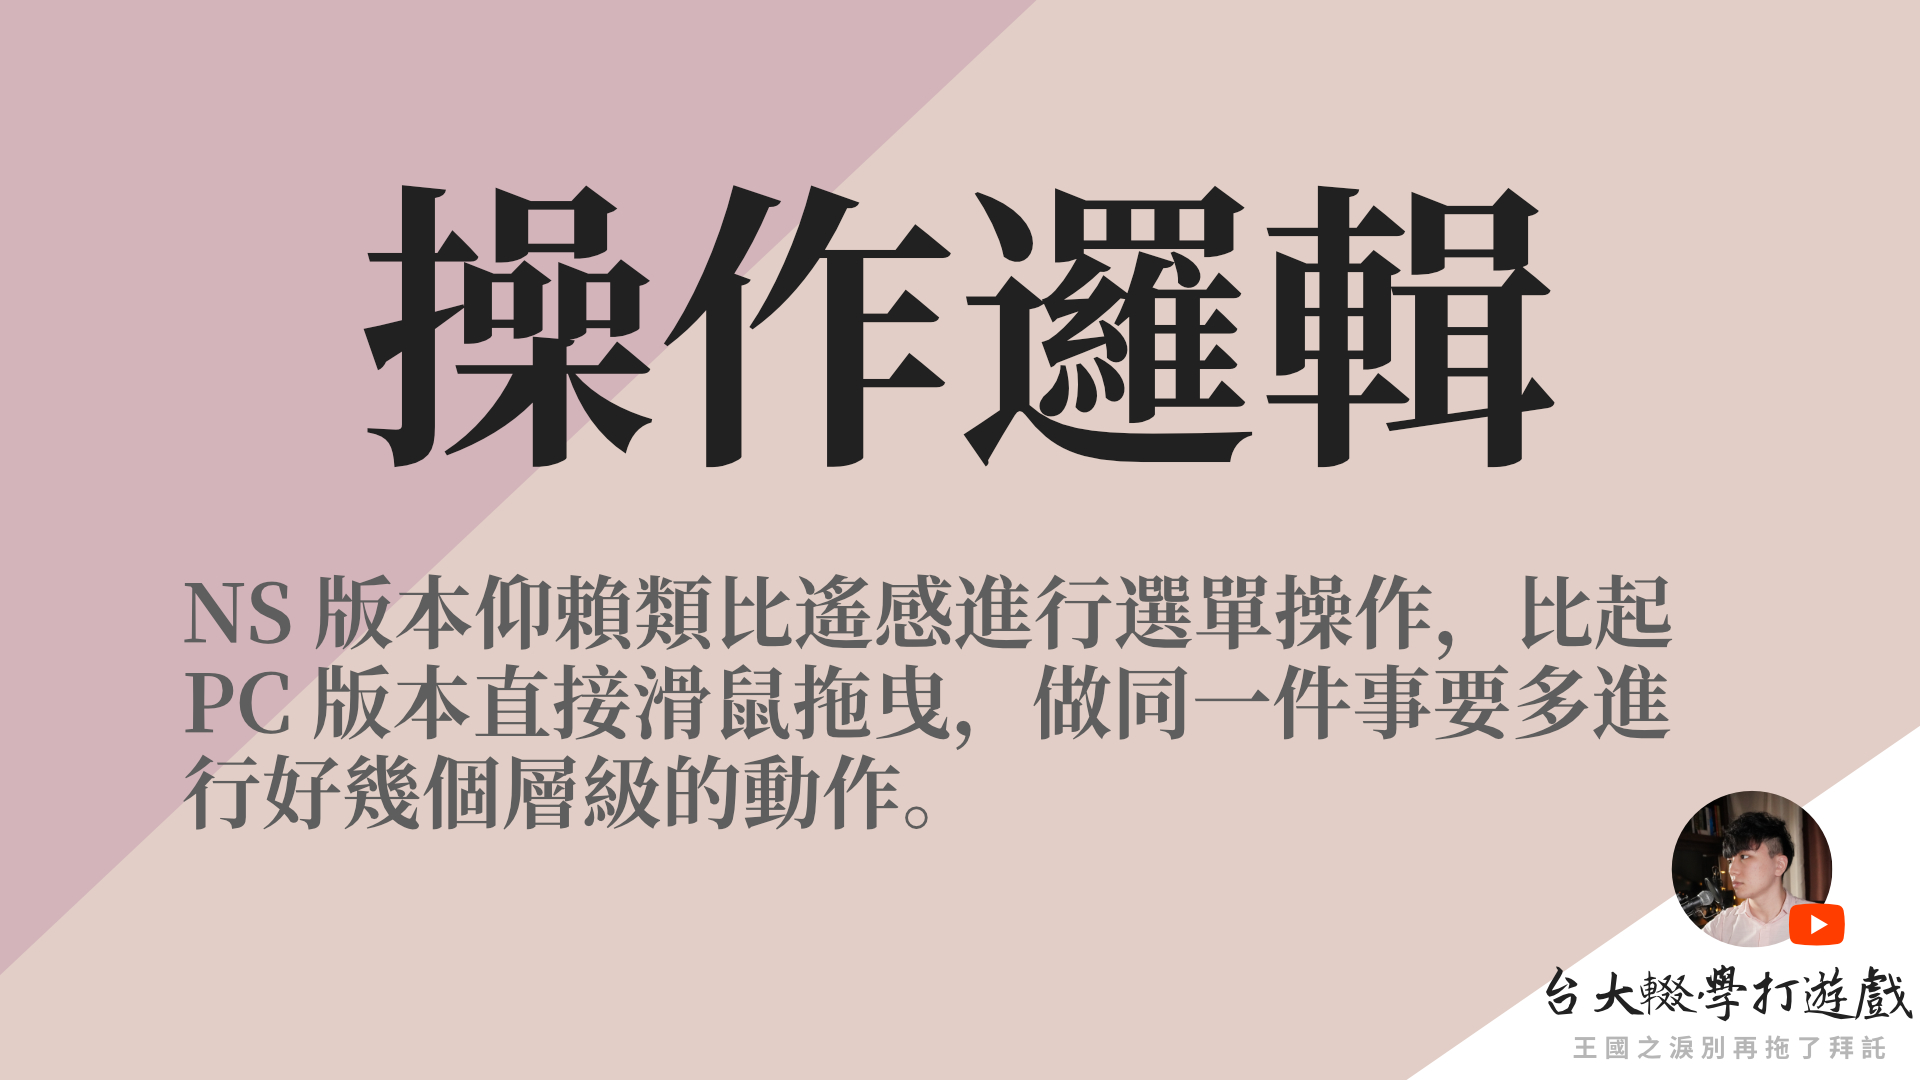 操作邏輯
NS 版本仰賴類比遙感進行選單操作，比起
PC 版本直接滑鼠拖曳，做同一件事要多進
行好幾個層級的動作。
台大輟學打遊戲
王國之淚別再拖了拜託